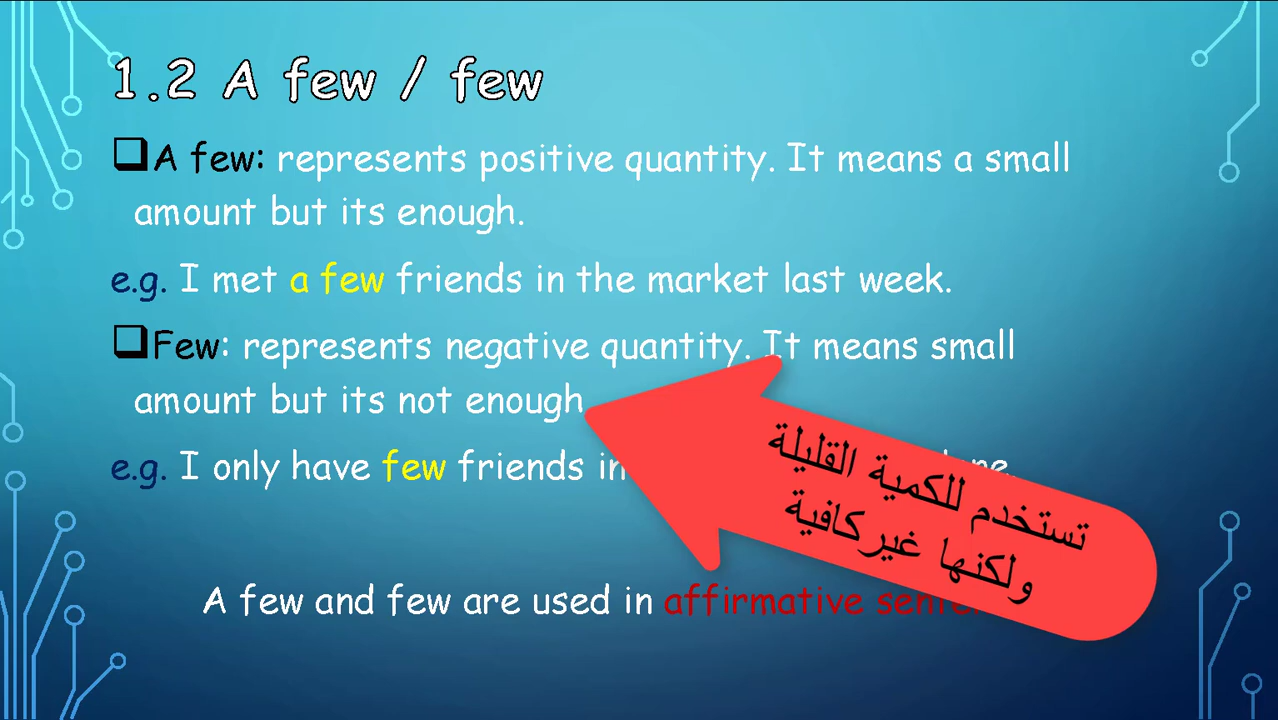 1.2 A few / few
A few: represents positive quantity. It means a small
amount but its enough.
e.g. I met a few friends in the market last week.
Few: represents negative quantity. It means small
amount but its not enough
e.g. I only have few friends in
A few and few are used in affirmative
تستخدم للكمية القليلة
ولكنها غيركافية